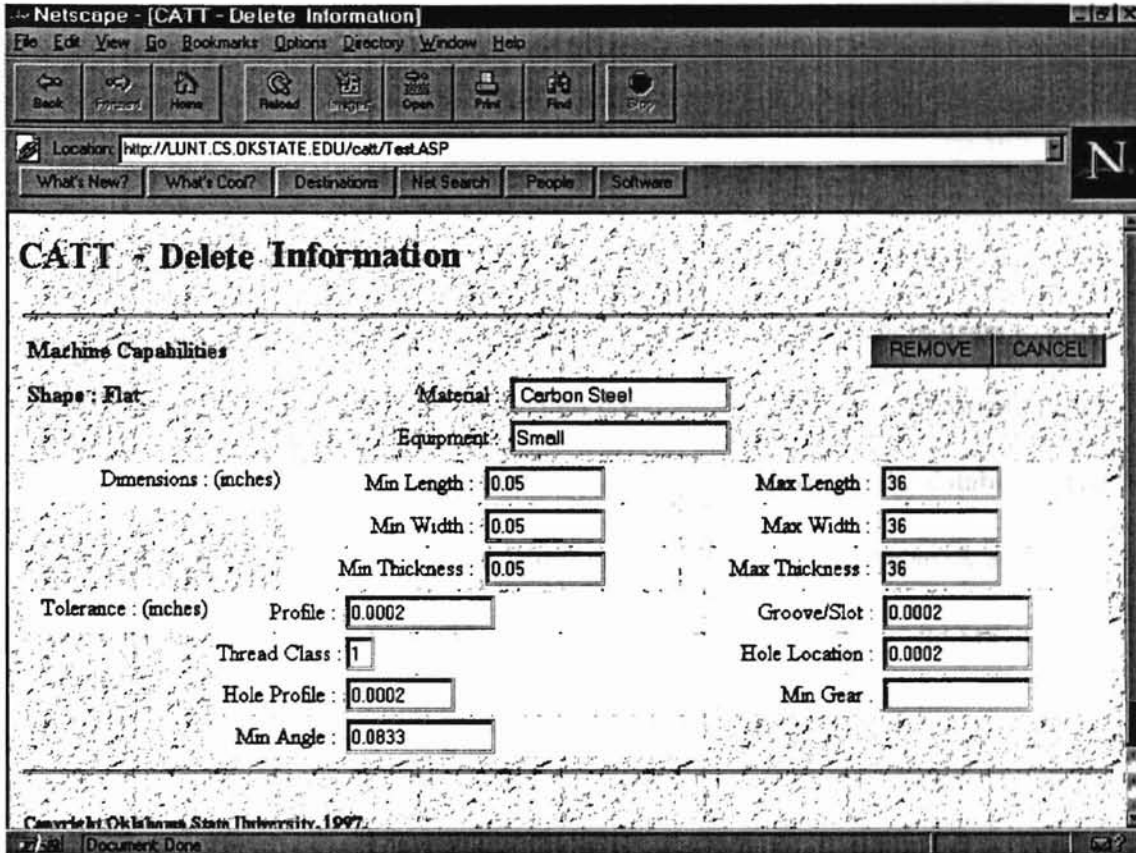 Netscape - [CATT - Delete Information]
File Edit View Go Bookmarks Options Directory Window Help
Back Forward Home Reload Images Open Print Find Stop
Location: http://LUNT.CS.OKSTATE.EDU/catt/Test.ASP
N
What's New? What's Cool? Destinations Net Search People Software
CATT - Delete Information
Machine Capabilities REMOVE CANCEL
Shape : Flat Material : Carbon Steel
Equipment : Small
Dimensions : (inches) Min Length : 0.05 Max Length : 36
Min Width : 0.05 Max Width : 36
Min Thickness : 0.05 Max Thickness : 36
Tolerance : (inches) Profile : 0.0002 Groove/Slot : 0.0002
Thread Class : 1 Hole Location : 0.0002
Hole Profile : 0.0002 Min Gear :
Min Angle : 0.0833
Copyright Oklahoma State University, 1997.
Document: Done